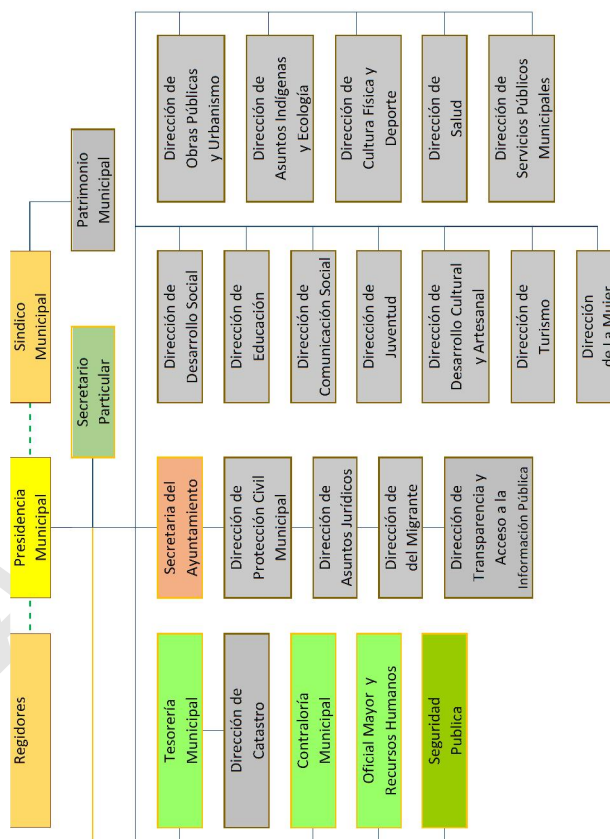 Regidores
Presidencia
Municipal
Sindico
Municipal
Secretario
Particular
Patrimonio
Municipal
Tesorería
Municipal
Dirección de
Catastro
Contraloría
Municipal
Oficial Mayor y
Recursos Humanos
Seguridad
Publica
Secretaria del
Ayuntamiento
Dirección de
Protección Civil
Municipal
Dirección de
Asuntos Jurídicos
Dirección
del Migrante
Dirección de
Transparencia y
Acceso a la
Información Pública
Dirección de
Desarrollo Social
Dirección de
Educación
Dirección de
Comunicación Social
Dirección de
Juventud
Dirección de
Desarrollo Cultural
y Artesanal
Dirección de
Turismo
Dirección
de La Mujer
Dirección de
Obras Públicas
y Urbanismo
Dirección de
Asuntos Indígenas
y Ecología
Dirección de
Cultura Física y
Deporte
Dirección de
Salud
Dirección de
Servicios Públicos
Municipales